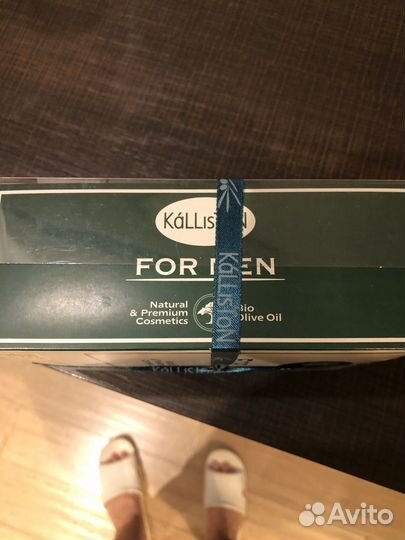 KáLLisTON
FOR MEN
Natural
& Premium
Cosmetics
Bio
Olive Oil
KáLLisTON
Avito